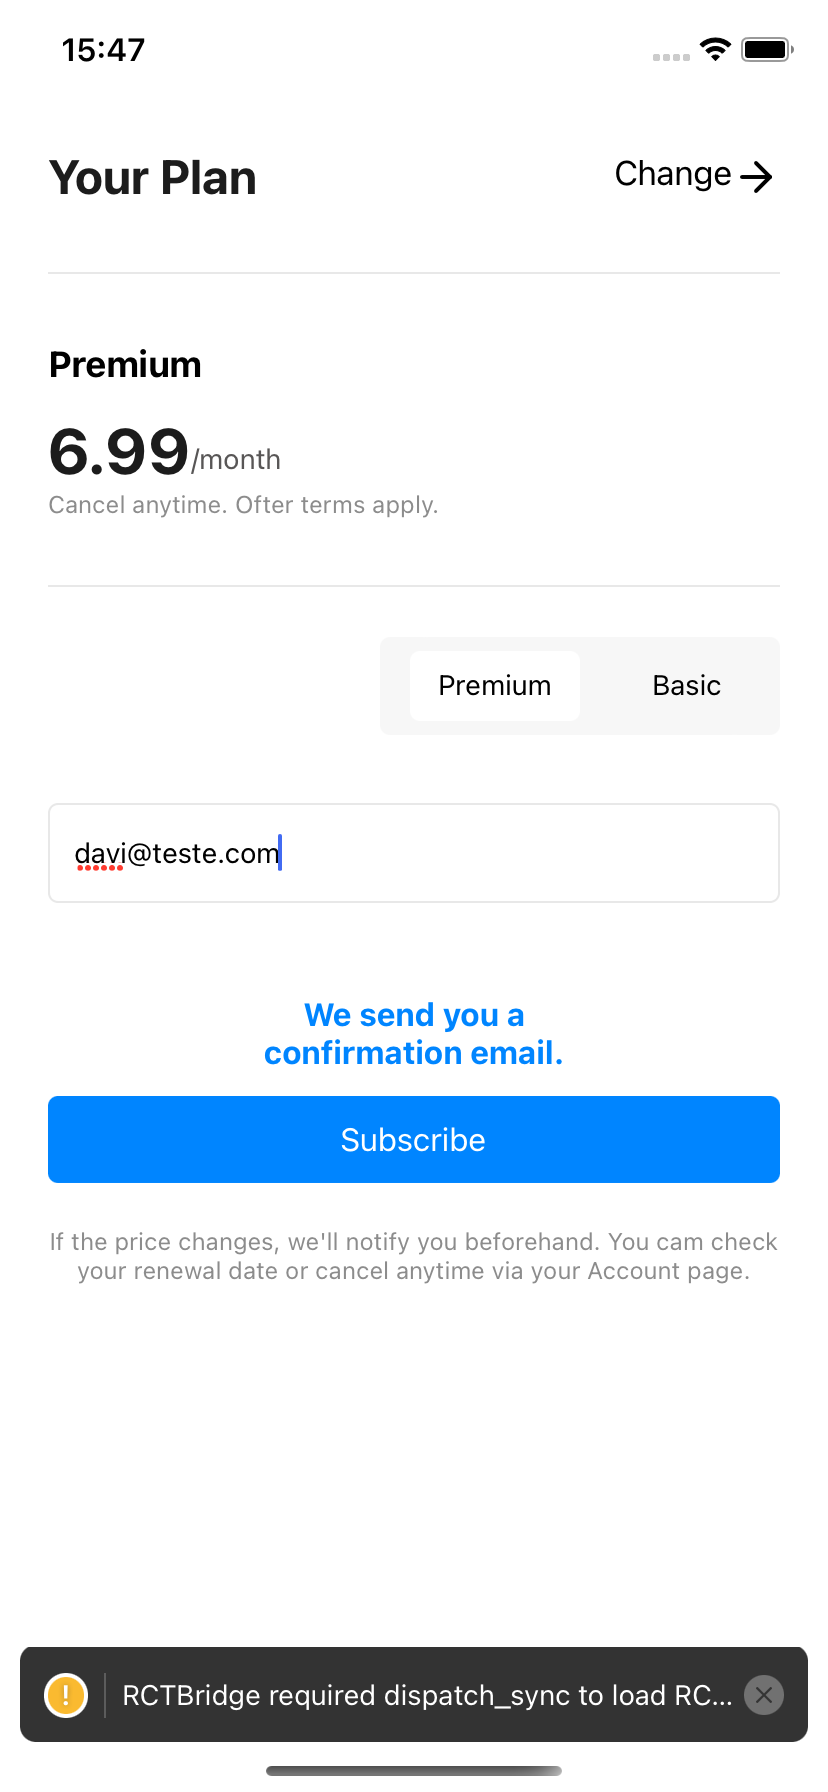 15:47
Your Plan
Change
Premium
6.99/month
Cancel anytime. Ofter terms apply.
Premium
Basic
davi@teste.com
We send you a
confirmation email.
Subscribe
If the price changes, we'll notify you beforehand. You cam check
your renewal date or cancel anytime via your Account page.
RCTBridge required dispatch_sync to load RC...